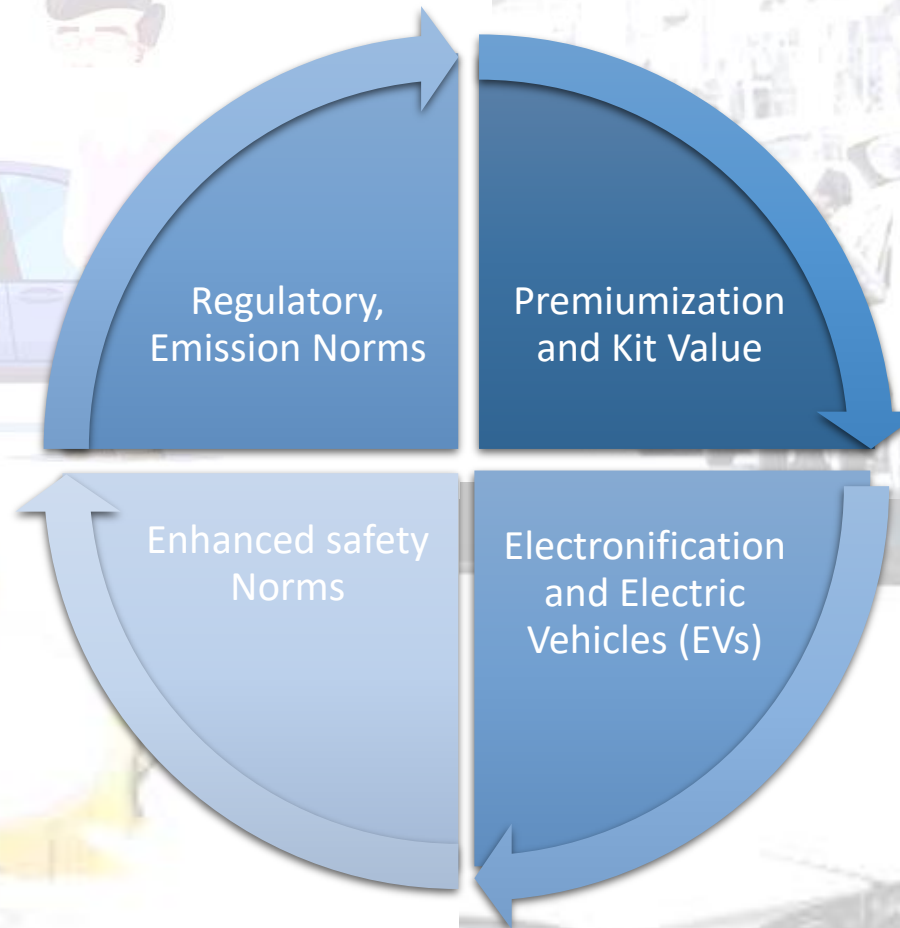 Regulatory,
Emission Norms
Premiumization
and Kit Value
Enhanced safety
Norms
Electronification
and Electric
Vehicles (EVs)